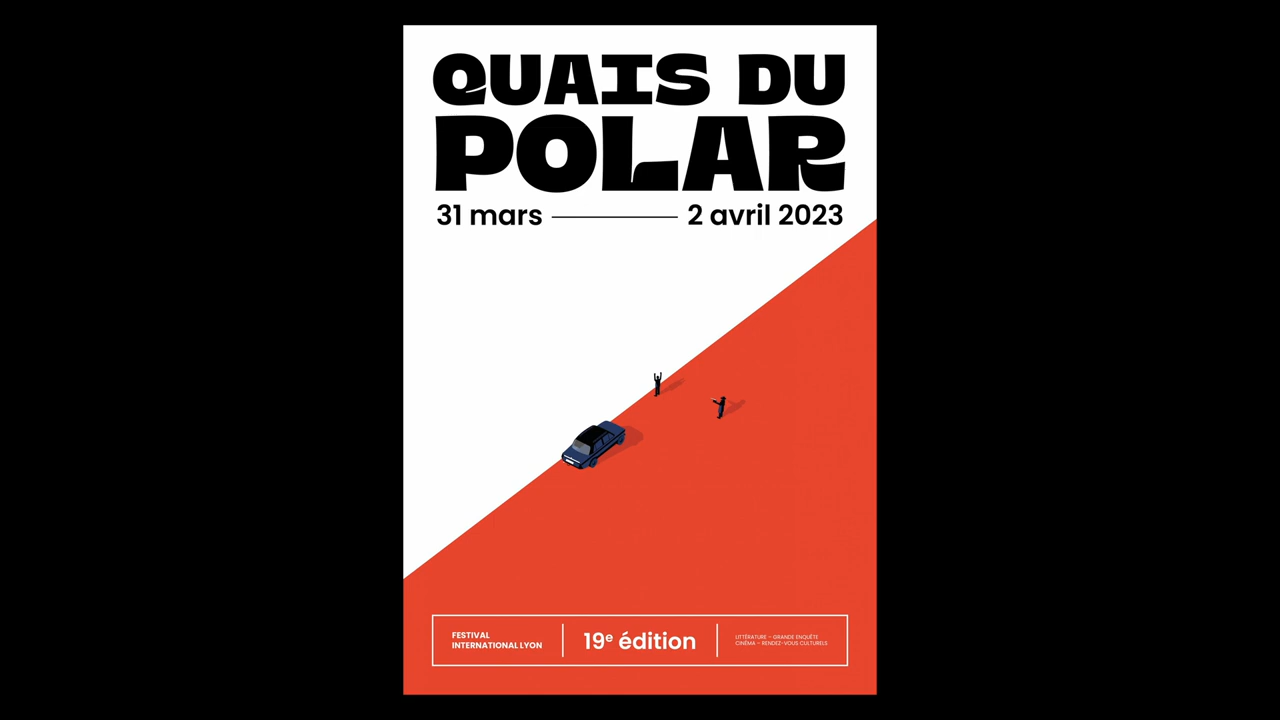 QUAIS DU
POLAR
31 mars 2 avril 2023
FESTIVAL
INTERNATIONAL LYON
19e édition
LITTÉRATURE – GRANDE ENQUÊTE
CINÉMA – RENDEZ-VOUS CULTURELS